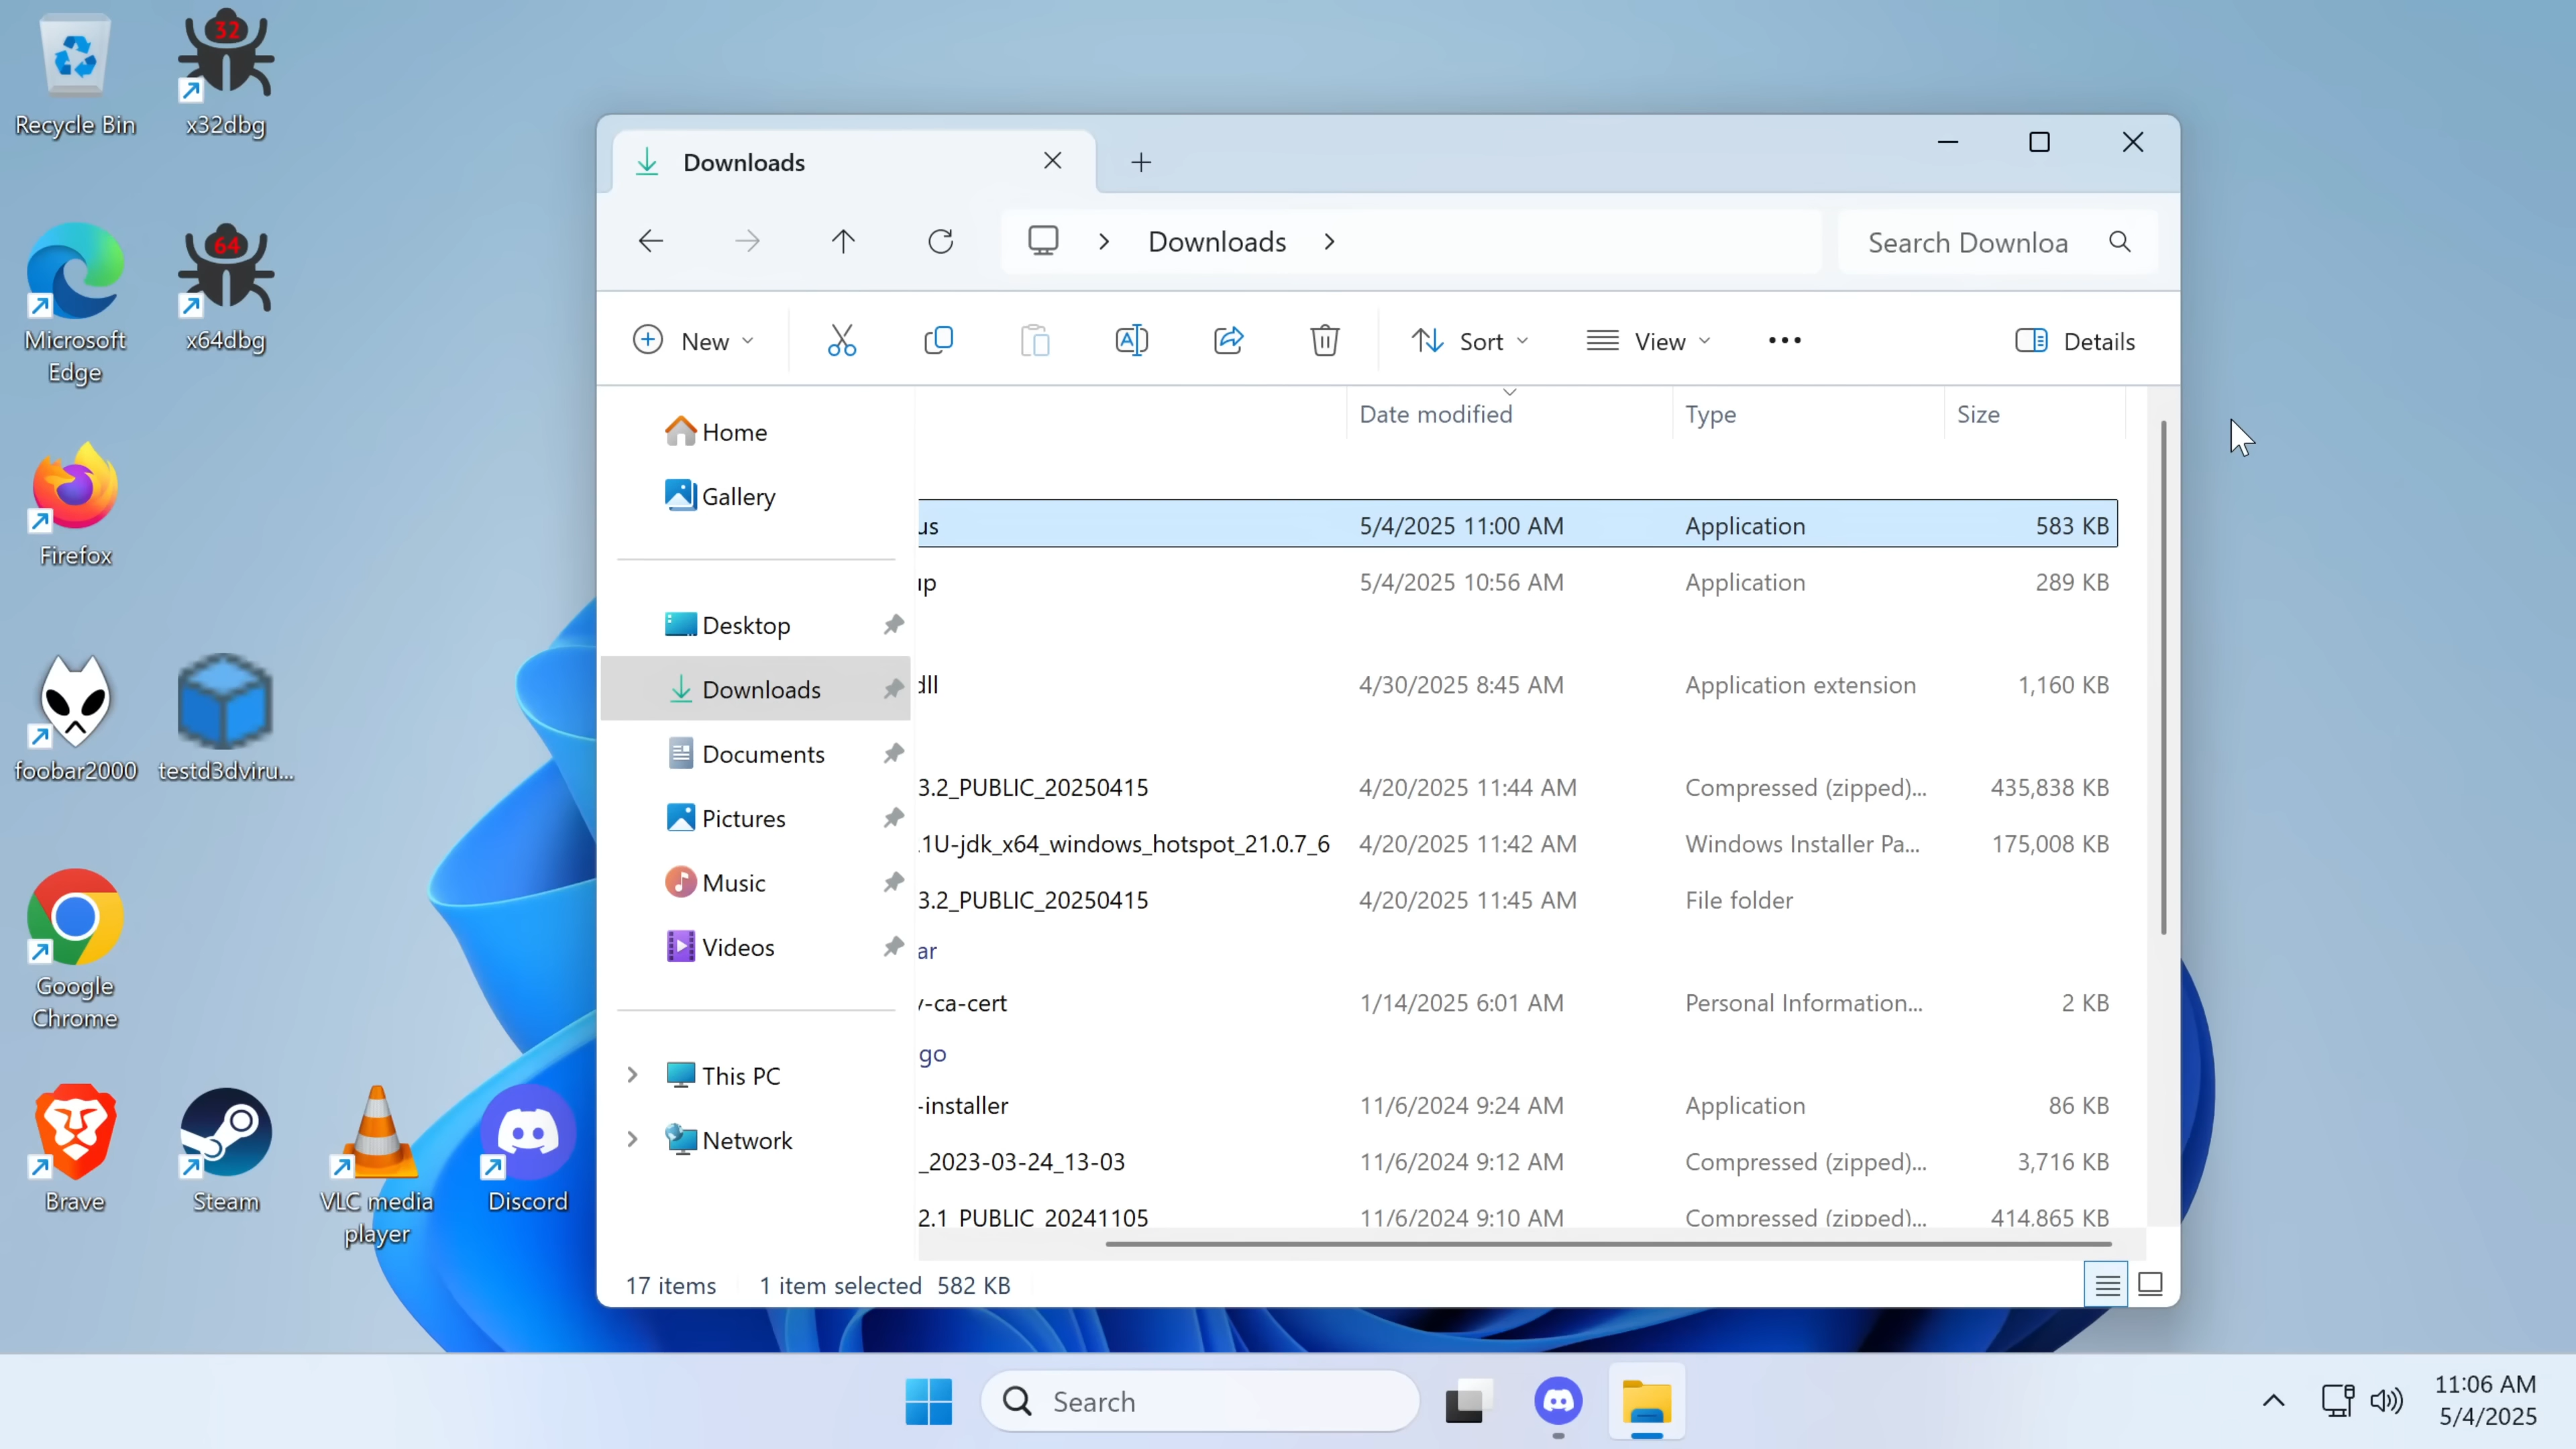 Recycle Bin
32
x32dbg
Microsoft
Edge
64
x64dbg
Firefox
foobar2000
testd3dviru...
Google
Chrome
Brave
Steam
VLC media
player
Discord
Downloads
Downloads
Search Downloa
New
Sort
View
Details
Home
Gallery
Desktop
Downloads
Documents
Pictures
Music
Videos
This PC
Network
Date modified Type Size
us 5/4/2025 11:00 AM Application 583 KB
up 5/4/2025 10:56 AM Application 289 KB
dll 4/30/2025 8:45 AM Application extension 1,160 KB
3.2_PUBLIC_20250415 4/20/2025 11:44 AM Compressed (zipped)... 435,838 KB
1U-jdk_x64_windows_hotspot_21.0.7_6 4/20/2025 11:42 AM Windows Installer Pa... 175,008 KB
3.2_PUBLIC_20250415 4/20/2025 11:45 AM File folder
ar
-ca-cert 1/14/2025 6:01 AM Personal Information... 2 KB
go
-installer 11/6/2024 9:24 AM Application 86 KB
_2023-03-24_13-03 11/6/2024 9:12 AM Compressed (zipped)... 3,716 KB
2.1_PUBLIC_20241105 11/6/2024 9:10 AM Compressed (zipped)... 414,865 KB
17 items 1 item selected 582 KB
Search
11:06 AM
5/4/2025